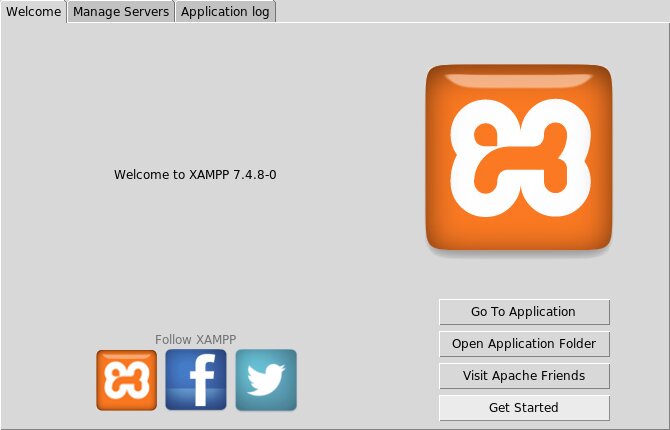 Welcome
Manage Servers
Application log
Welcome to XAMPP 7.4.8-0
Follow XAMPP
Go To Application
Open Application Folder
Visit Apache Friends
Get Started